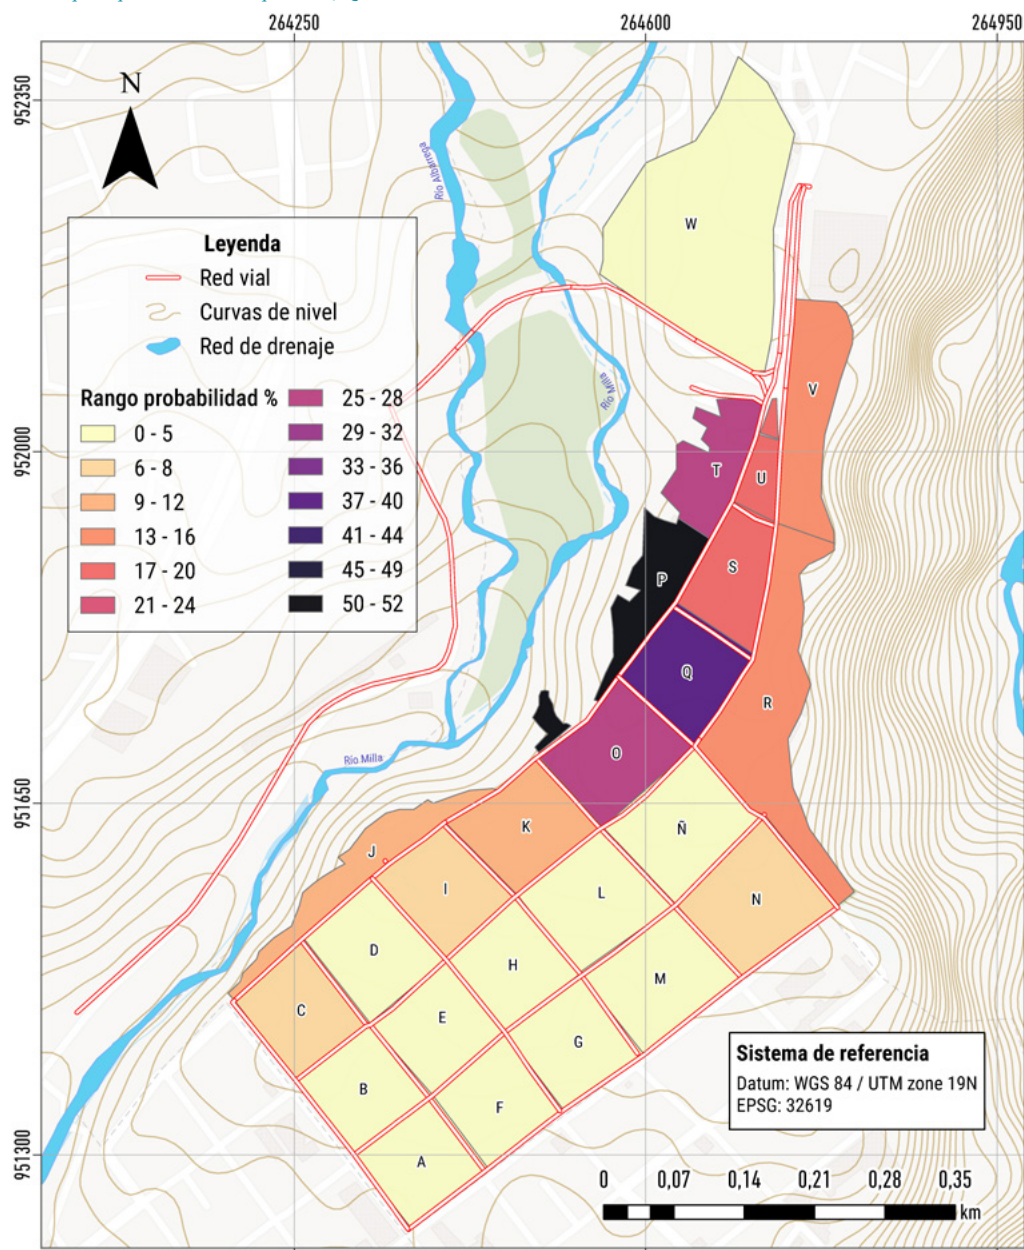 264250
264600
264950
952350
952000
951650
951300
N
Río Albarrega
Río Milla
Río Milla
Leyenda
Red vial
Curvas de nivel
Red de drenaje
Rango probabilidad %
0 - 5
6 - 8
9 - 12
13 - 16
17 - 20
21 - 24
25 - 28
29 - 32
33 - 36
37 - 40
41 - 44
45 - 49
50 - 52
W
V
T
U
S
P
Q
R
O
Ñ
K
J
I
L
N
D
H
M
C
E
G
B
F
A
Sistema de referencia
Datum: WGS 84 / UTM zone 19N
EPSG: 32619
0 0,07 0,14 0,21 0,28 0,35
km